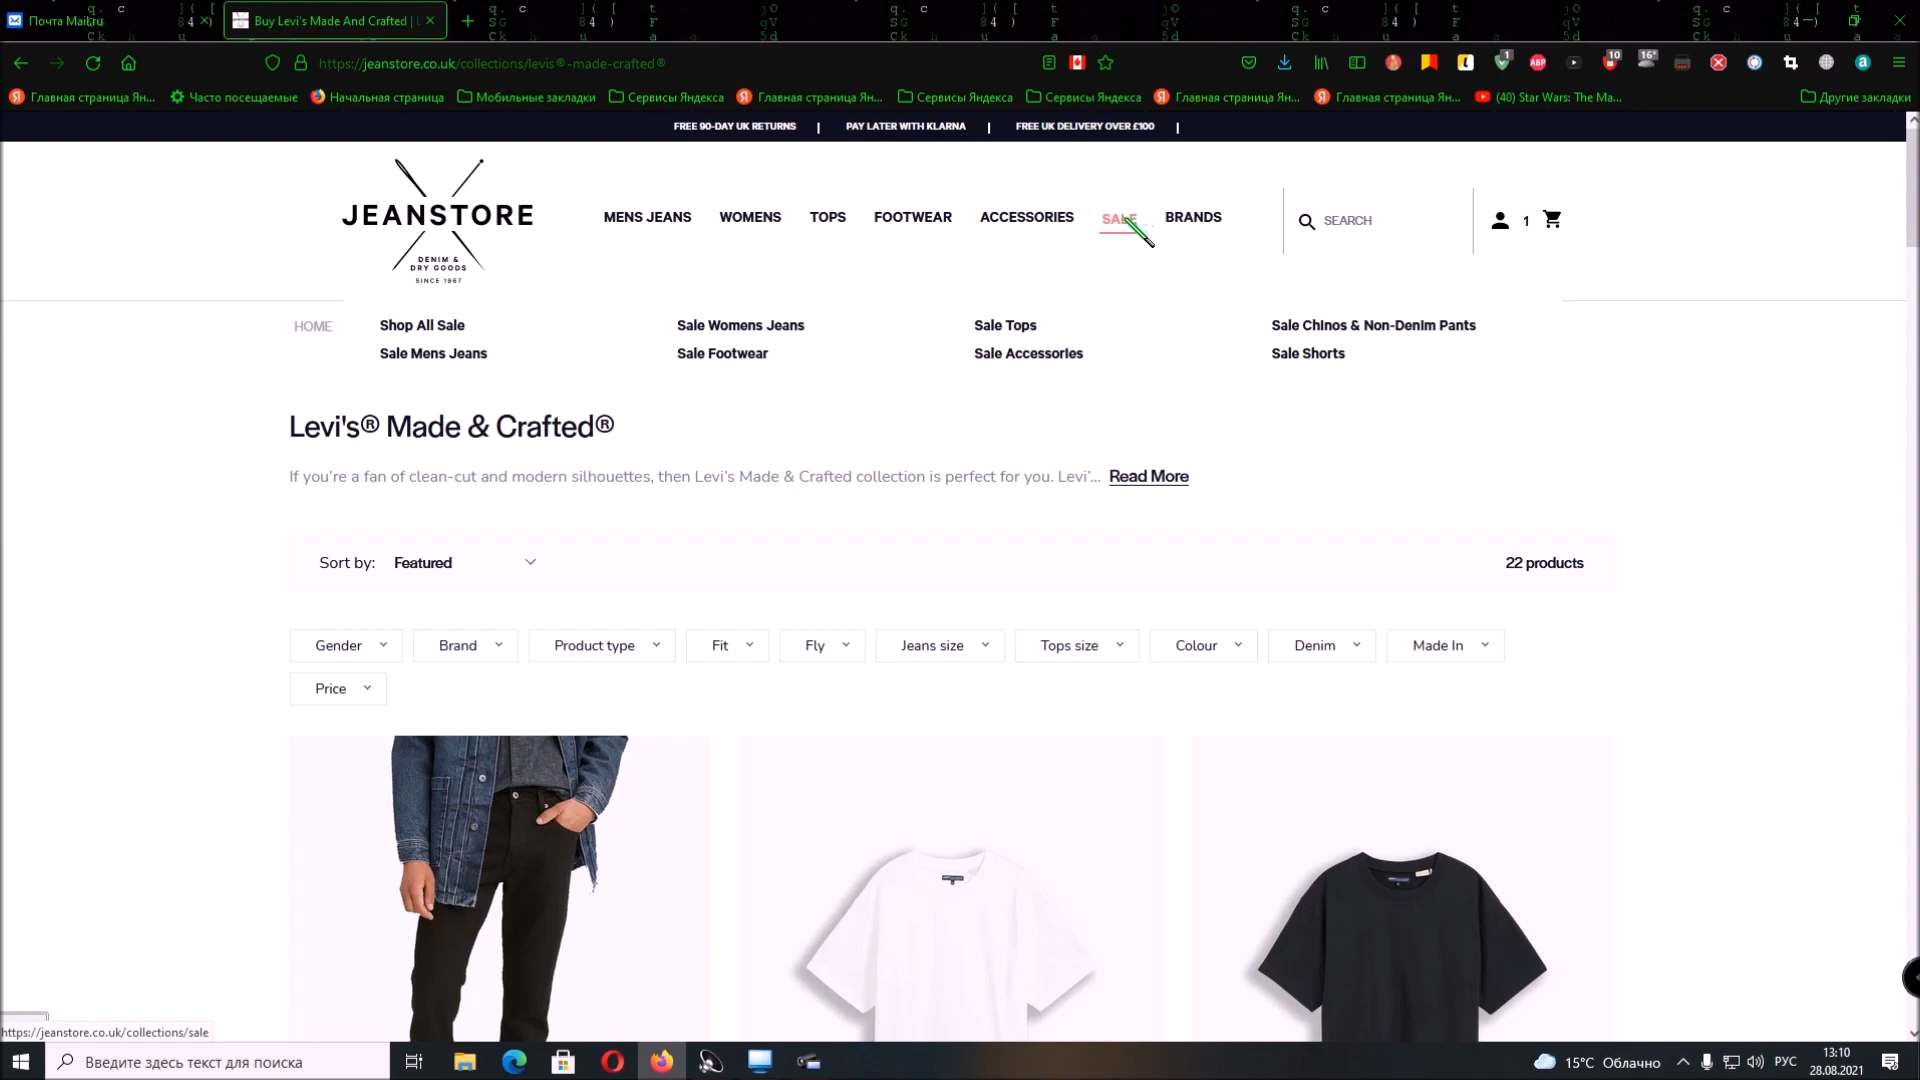 Почта Mail.ru
Buy Levi's Made And Crafted | L
https://jeanstore.co.uk/collections/levis®-made-crafted®
1
10
16°
Главная страница Ян...
Часто посещаемые
Начальная страница
Мобильные закладки
Сервисы Яндекса
Главная страница Ян...
Сервисы Яндекса
Сервисы Яндекса
Главная страница Ян...
Главная страница Ян...
(40) Star Wars: The Ma...
Другие закладки
FREE 90-DAY UK RETURNS | PAY LATER WITH KLARNA | FREE UK DELIVERY OVER £100 |
JEANSTORE
DENIM &
DRY GOODS
SINCE 1967
MENS JEANS WOMENS TOPS FOOTWEAR ACCESSORIES SALE BRANDS
SEARCH
1
HOME
Shop All Sale
Sale Womens Jeans
Sale Tops
Sale Chinos & Non-Denim Pants
Sale Mens Jeans
Sale Footwear
Sale Accessories
Sale Shorts
Levi's® Made & Crafted®
If you're a fan of clean-cut and modern silhouettes, then Levi's Made & Crafted collection is perfect for you. Levi'... Read More
Sort by: Featured
22 products
Gender Brand Product type Fit Fly Jeans size Tops size Colour Denim Made In
Price
https://jeanstore.co.uk/collections/sale
Введите здесь текст для поиска
15°C Облачно
РУС
13:10
28.08.2021